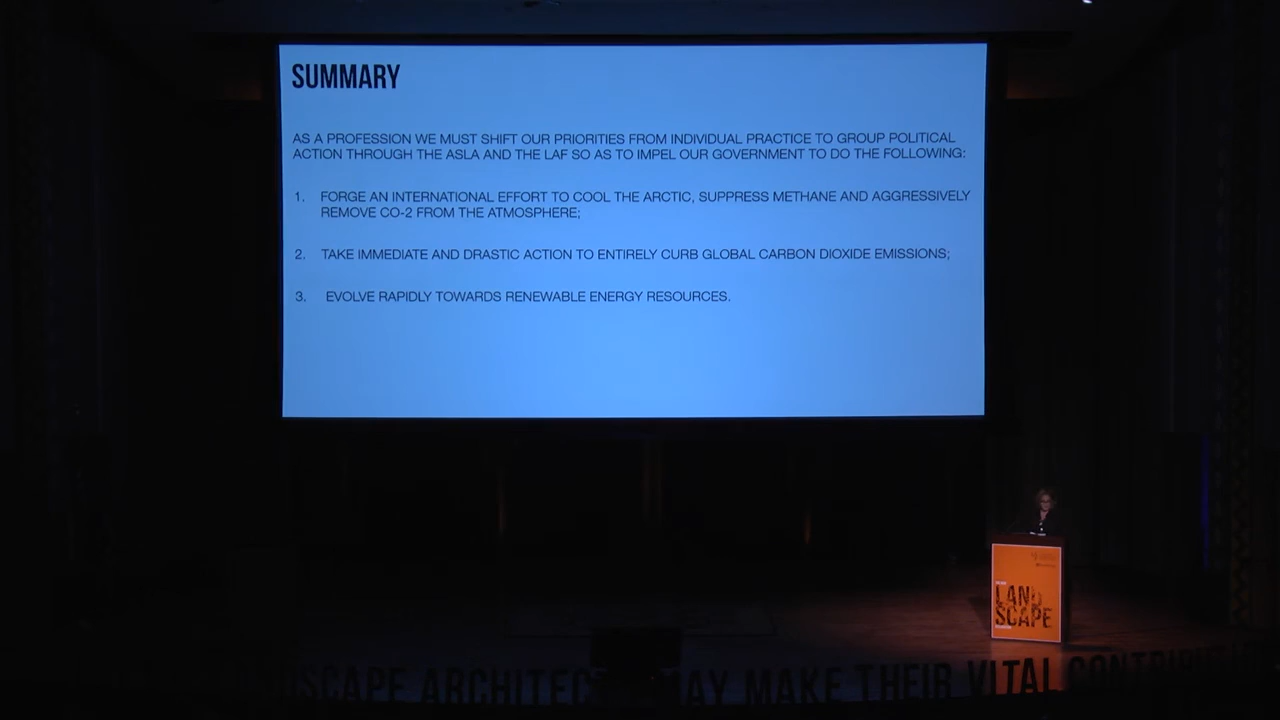 SUMMARY
AS A PROFESSION WE MUST SHIFT OUR PRIORITIES FROM INDIVIDUAL PRACTICE TO GROUP POLITICAL
ACTION THROUGH THE ASLA AND THE LAF SO AS TO IMPEL OUR GOVERNMENT TO DO THE FOLLOWING:
1. FORGE AN INTERNATIONAL EFFORT TO COOL THE ARCTIC, SUPPRESS METHANE AND AGGRESSIVELY
REMOVE CO-2 FROM THE ATMOSPHERE;
2. TAKE IMMEDIATE AND DRASTIC ACTION TO ENTIRELY CURB GLOBAL CARBON DIOXIDE EMISSIONS;
3. EVOLVE RAPIDLY TOWARDS RENEWABLE ENERGY RESOURCES.
LAND
SCAPE
MAKE THEIR VITAL